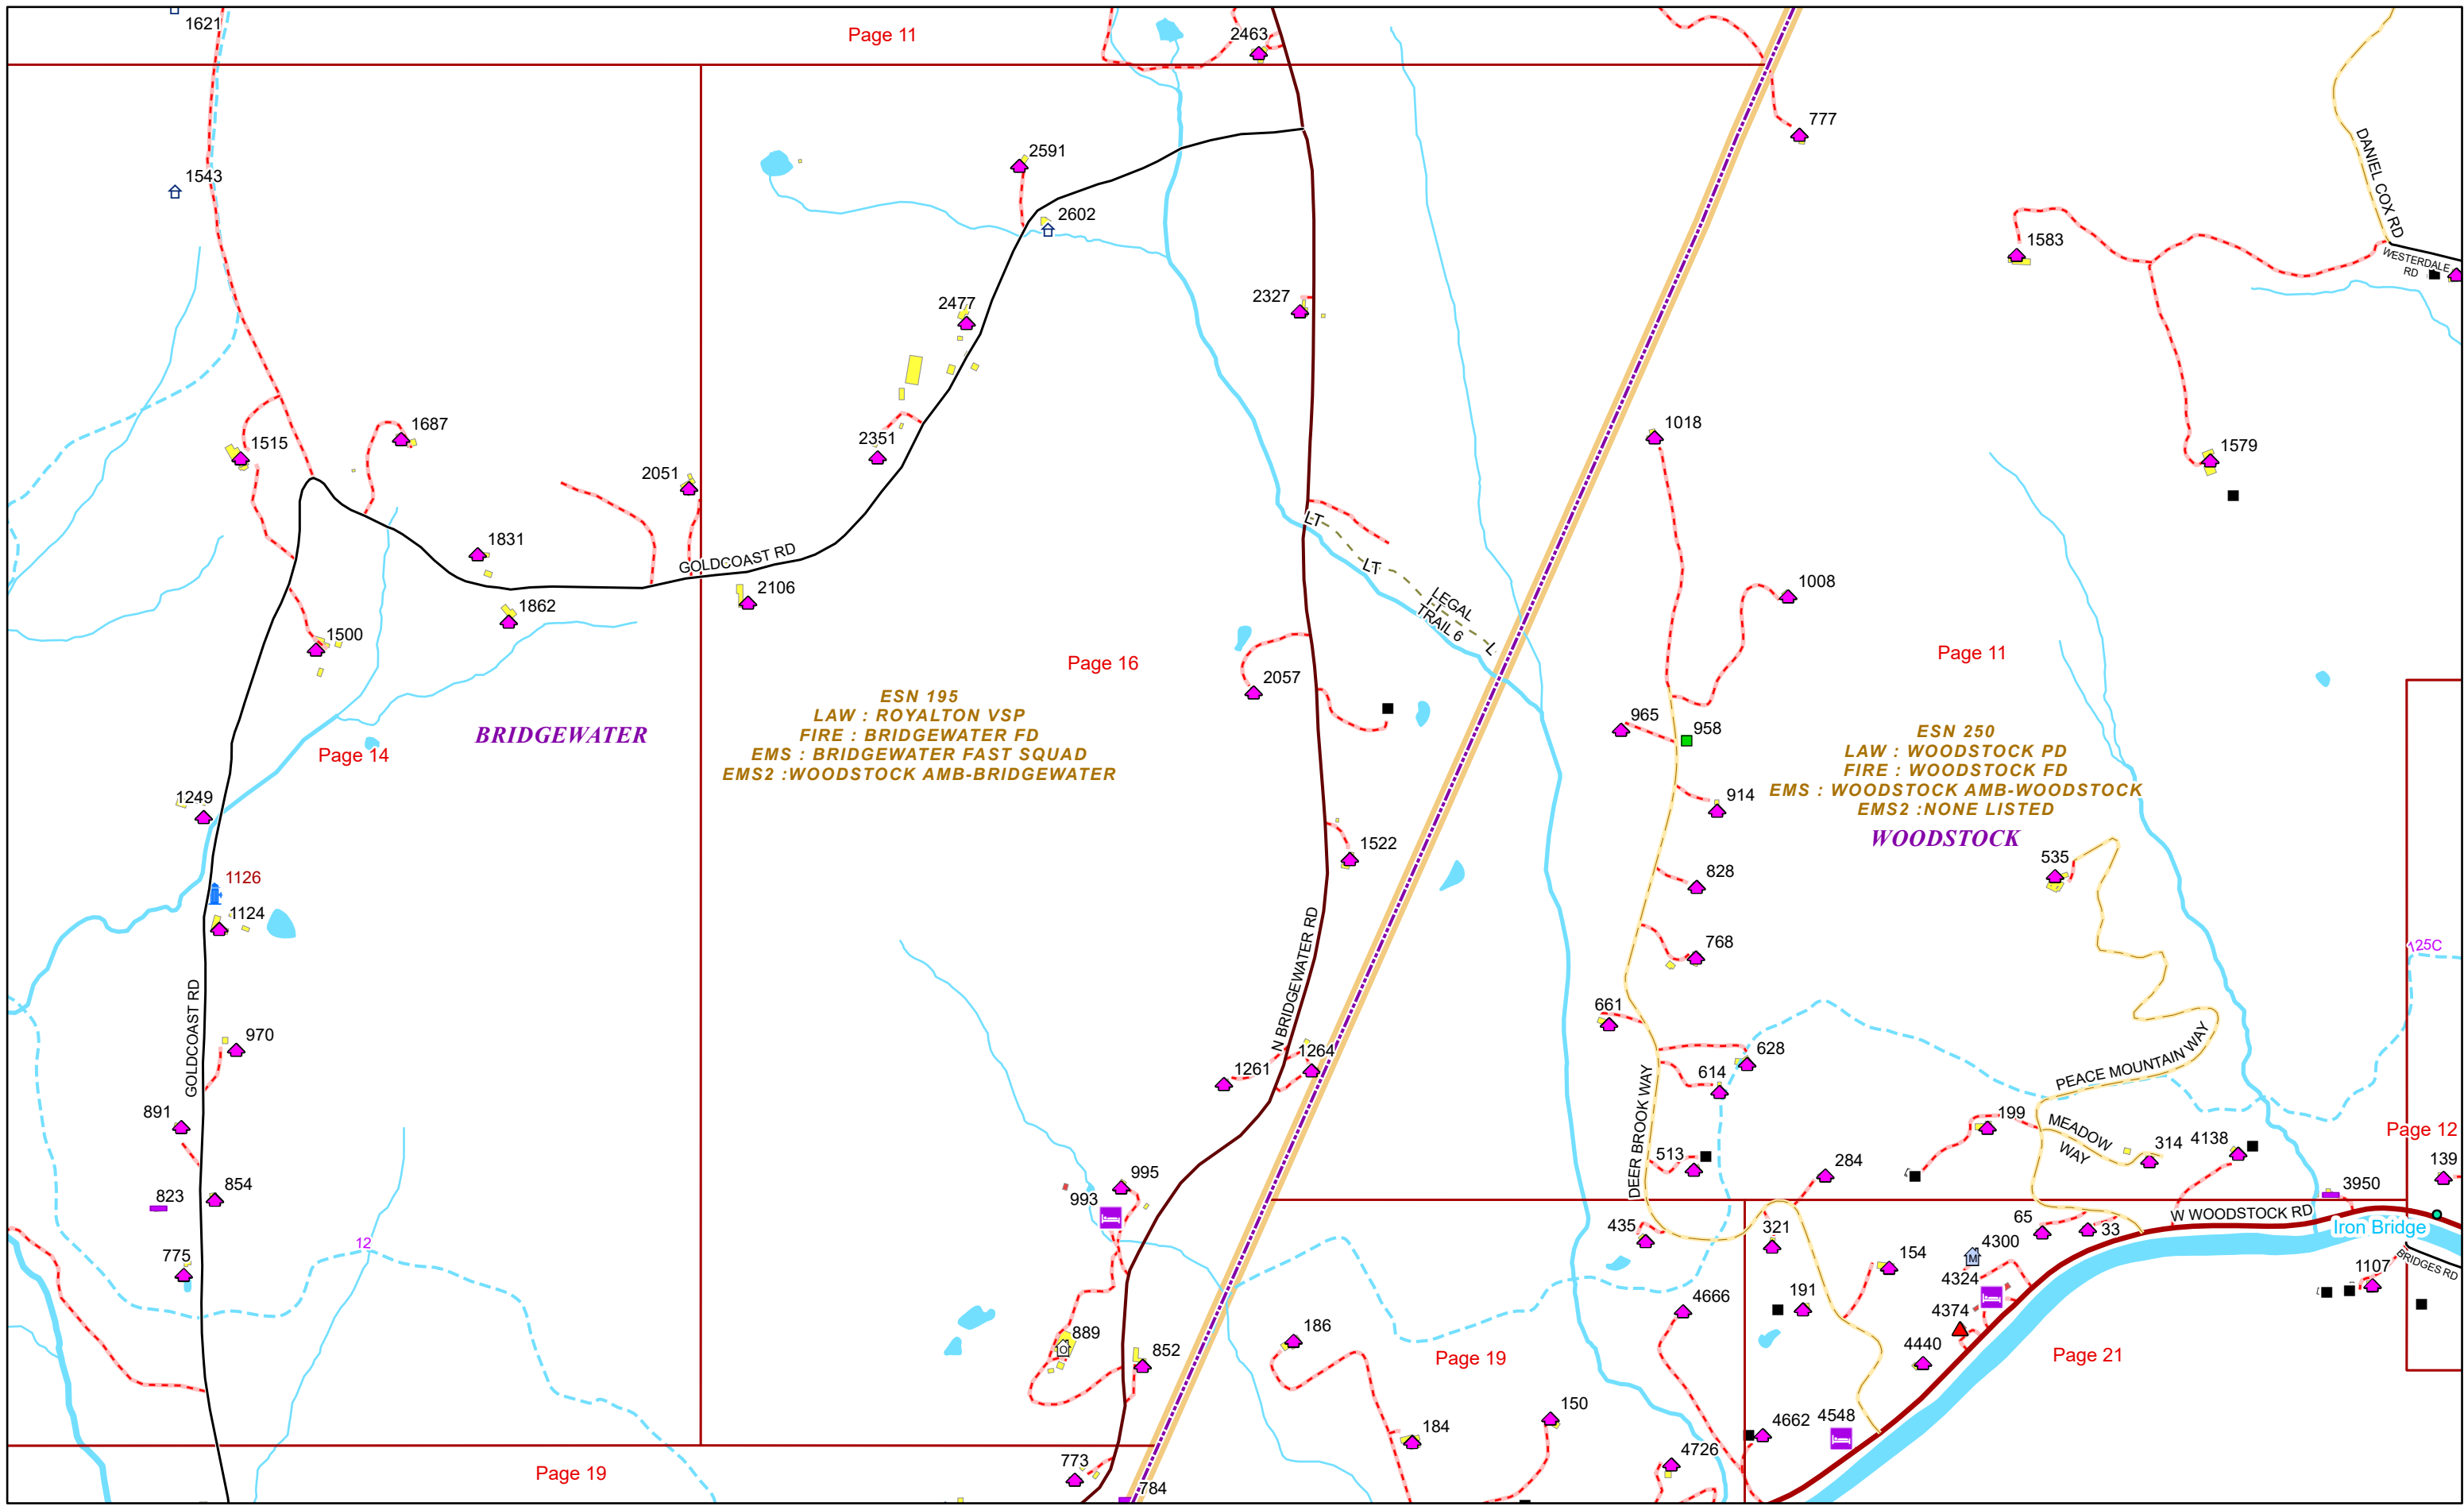 1621
Page 11
2463
777
1543
2591
2602
DANIEL COX RD
1583
WESTERDALE
RD
2477
2327
1687
1515
2351
1018
1579
2051
GOLDCOAST RD
1831
2106
1862
1500
LT
LT
LEGAL
LT
TRAIL 6
L
1008
Page 16
Page 11
2057
ESN 195
LAW : ROYALTON VSP
FIRE : BRIDGEWATER FD
EMS : BRIDGEWATER FAST SQUAD
EMS2 :WOODSTOCK AMB-BRIDGEWATER
BRIDGEWATER
Page 14
965
958
ESN 250
LAW : WOODSTOCK PD
FIRE : WOODSTOCK FD
EMS : WOODSTOCK AMB-WOODSTOCK
EMS2 :NONE LISTED
WOODSTOCK
1249
914
1522
535
828
1126
1124
768
125C
N BRIDGEWATER RD
GOLDCOAST RD
661
970
1264
1261
628
614
PEACE MOUNTAIN WAY
DEER BROOK WAY
891
199
MEADOW
WAY
314
4138
Page 12
139
513
284
995
993
854
823
3950
W WOODSTOCK RD
Iron Bridge
435
321
65
33
12
775
154
4300
M
4324
BRIDGES RD
1107
191
4666
4374
889
852
186
4440
Page 19
Page 21
150
184
4662
4548
4726
773
784
Page 19